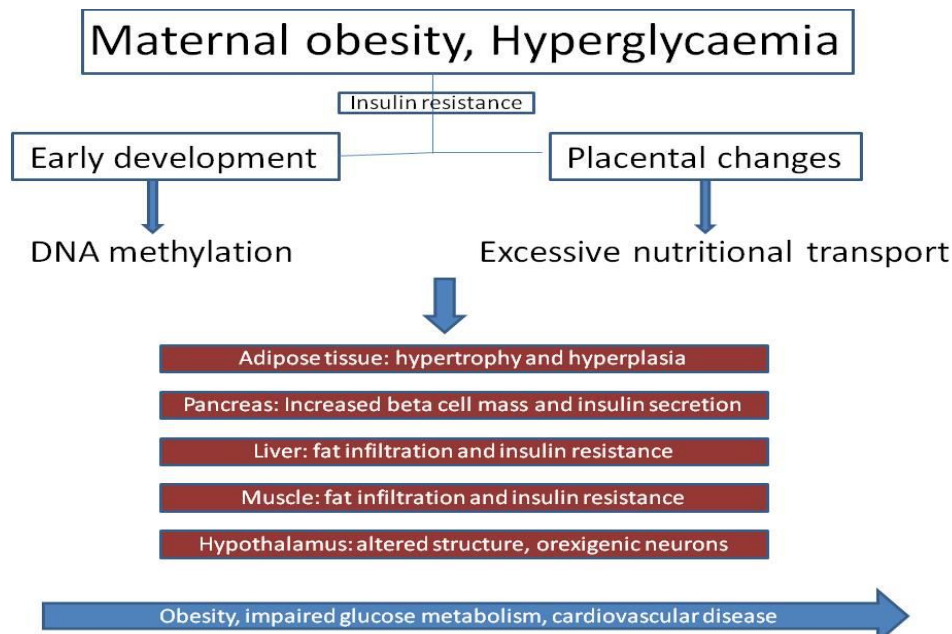 Maternal obesity, Hyperglycaemia
Insulin resistance
Early development
Placental changes
DNA methylation
Excessive nutritional transport
Adipose tissue: hypertrophy and hyperplasia
Pancreas: Increased beta cell mass and insulin secretion
Liver: fat infiltration and insulin resistance
Muscle: fat infiltration and insulin resistance
Hypothalamus: altered structure, orexigenic neurons
Obesity, impaired glucose metabolism, cardiovascular disease